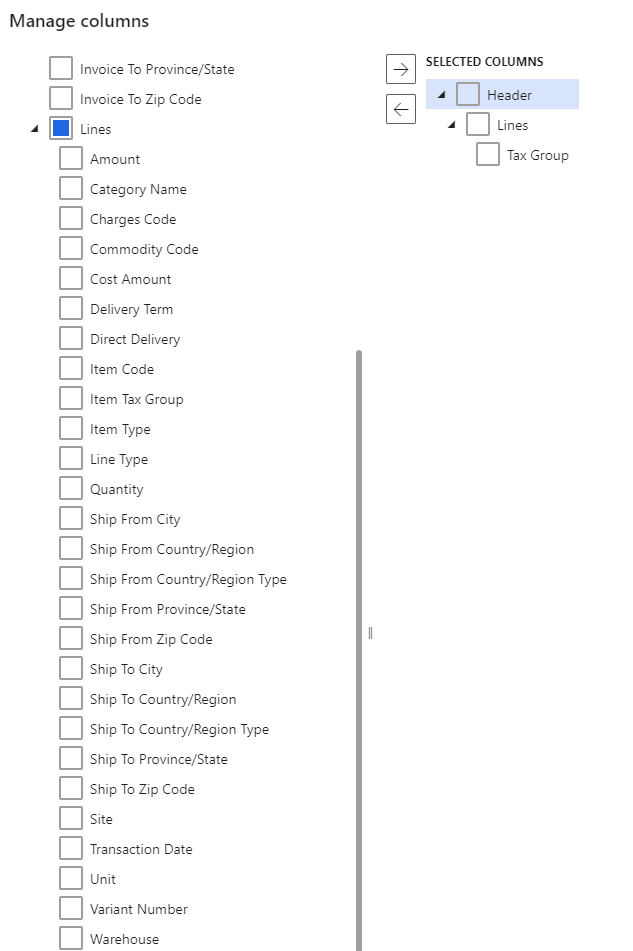 Manage columns
Invoice To Province/State
Invoice To Zip Code
Lines
Amount
Category Name
Charges Code
Commodity Code
Cost Amount
Delivery Term
Direct Delivery
Item Code
Item Tax Group
Item Type
Line Type
Quantity
Ship From City
Ship From Country/Region
Ship From Country/Region Type
Ship From Province/State
Ship From Zip Code
Ship To City
Ship To Country/Region
Ship To Country/Region Type
Ship To Province/State
Ship To Zip Code
Site
Transaction Date
Unit
Variant Number
Warehouse
SELECTED COLUMNS
Header
Lines
Tax Group